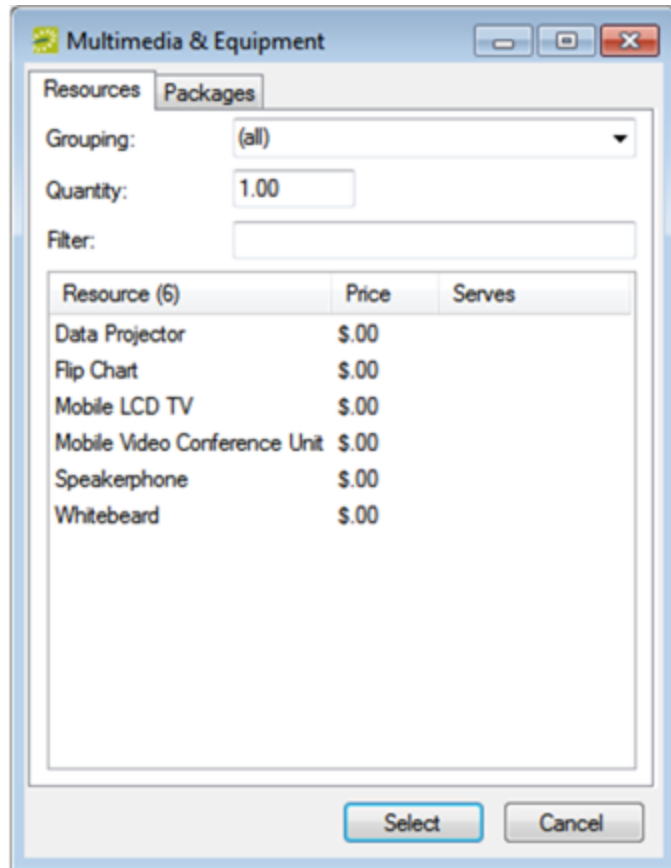 Multimedia & Equipment
Resources Packages
Grouping: (all)
Quantity: 1.00
Filter:
Resource (6) Price Serves
Data Projector $.00
Flip Chart $.00
Mobile LCD TV $.00
Mobile Video Conference Unit $.00
Speakerphone $.00
Whitebeard $.00
Select Cancel